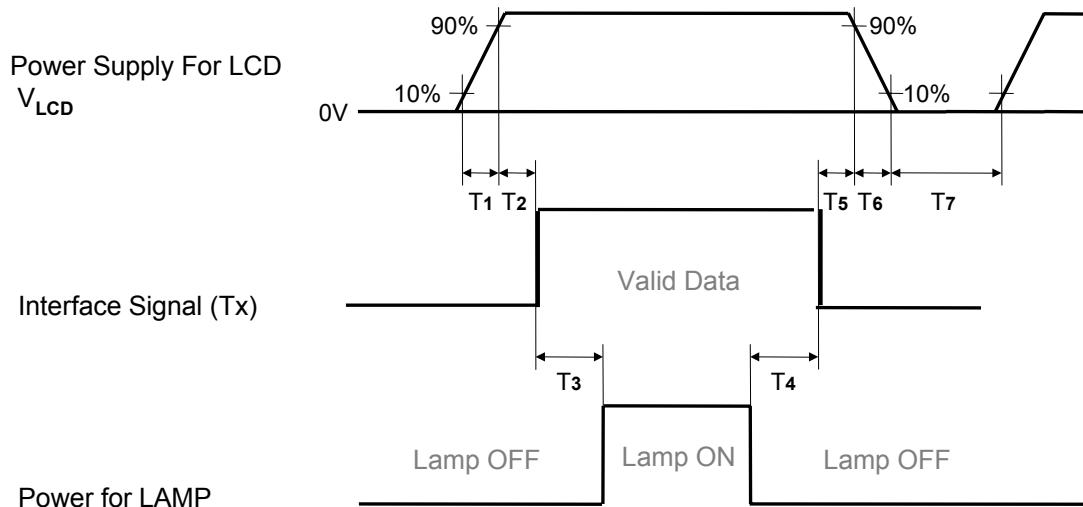 90% 90%
Power Supply For LCD
VLCD
10% 10%
0V
T1 T2 T5 T6 T7
Valid Data
Interface Signal (Tx)
T3 T4
Lamp OFF Lamp ON Lamp OFF
Power for LAMP